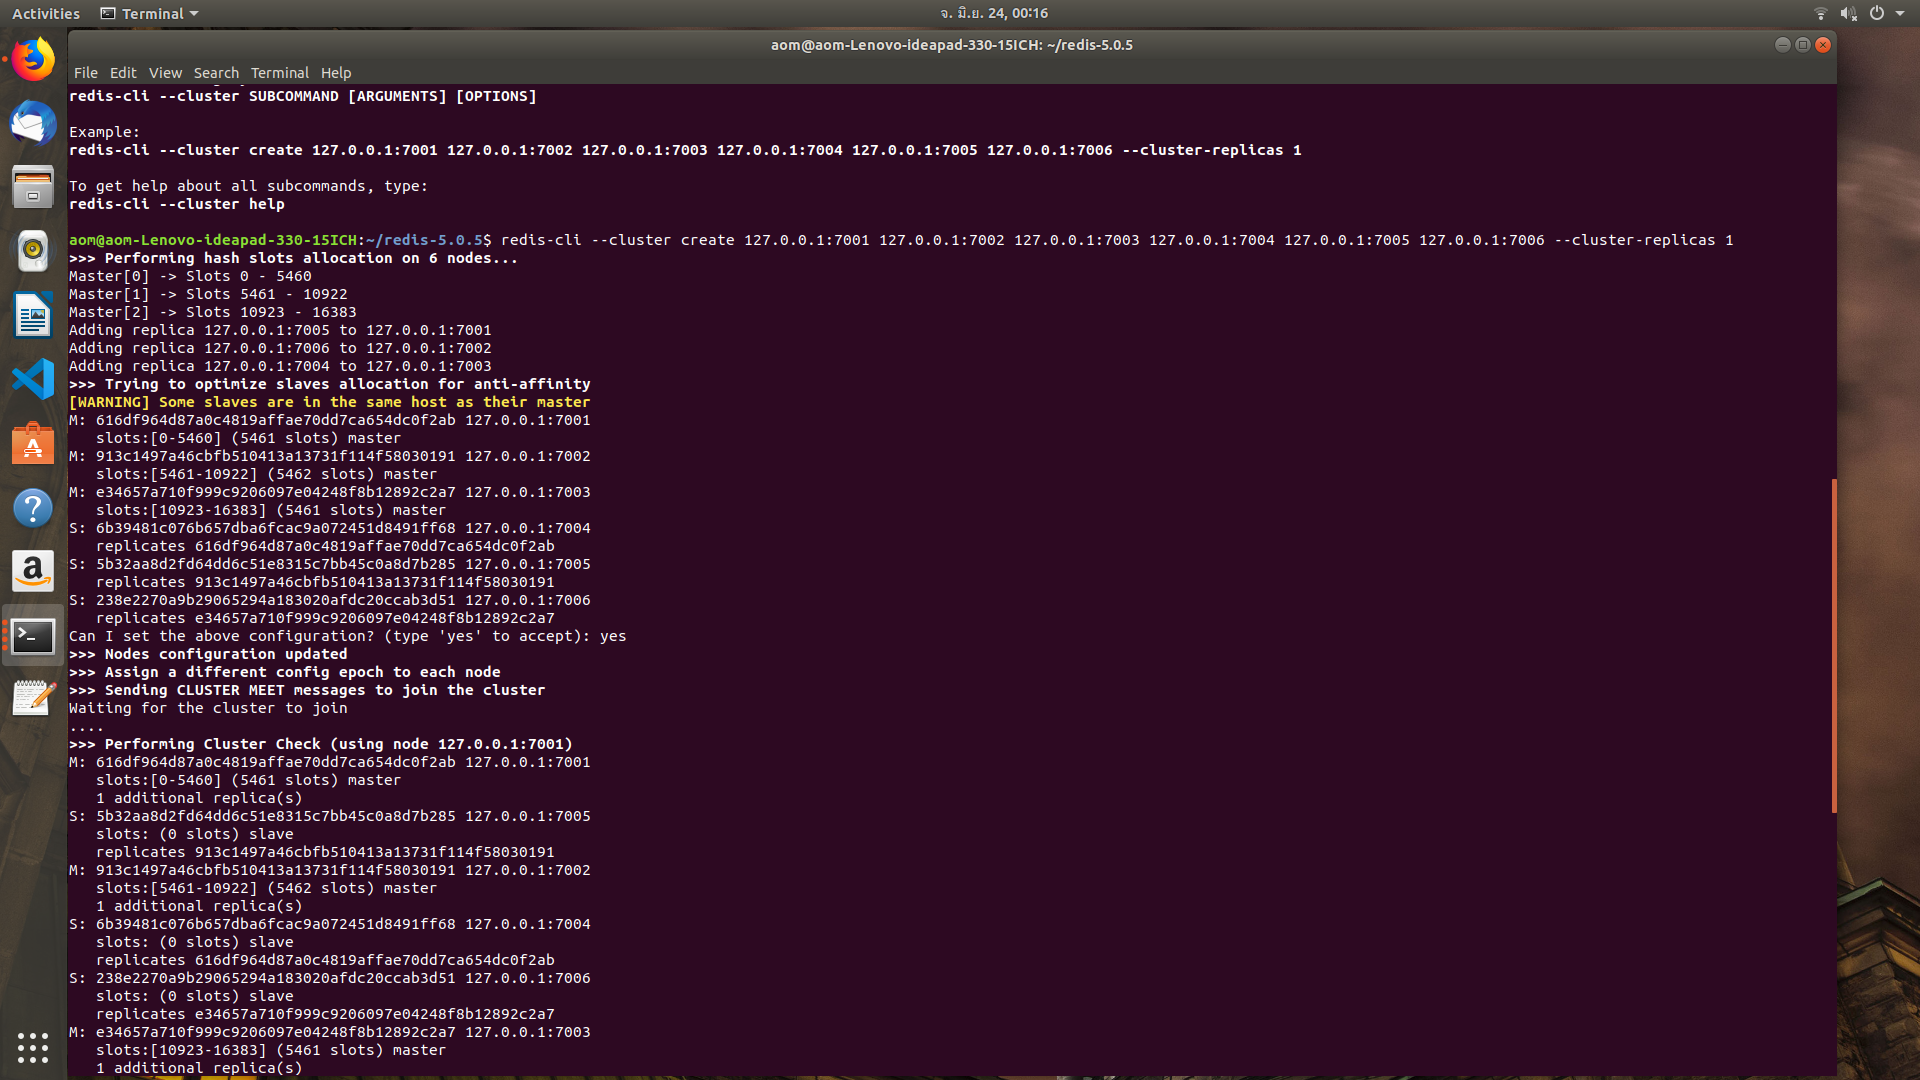 Activities Terminal จ. มิ.ย. 24, 00:16
aom@aom-Lenovo-ideapad-330-15ICH: ~/redis-5.0.5
File Edit View Search Terminal Help
redis-cli --cluster SUBCOMMAND [ARGUMENTS] [OPTIONS]
Example:
redis-cli --cluster create 127.0.0.1:7001 127.0.0.1:7002 127.0.0.1:7003 127.0.0.1:7004 127.0.0.1:7005 127.0.0.1:7006 --cluster-replicas 1
To get help about all subcommands, type:
redis-cli --cluster help
aom@aom-Lenovo-ideapad-330-15ICH:~/redis-5.0.5$ redis-cli --cluster create 127.0.0.1:7001 127.0.0.1:7002 127.0.0.1:7003 127.0.0.1:7004 127.0.0.1:7005 127.0.0.1:7006 --cluster-replicas 1
>>> Performing hash slots allocation on 6 nodes...
Master[0] -> Slots 0 - 5460
Master[1] -> Slots 5461 - 10922
Master[2] -> Slots 10923 - 16383
Adding replica 127.0.0.1:7005 to 127.0.0.1:7001
Adding replica 127.0.0.1:7006 to 127.0.0.1:7002
Adding replica 127.0.0.1:7004 to 127.0.0.1:7003
>>> Trying to optimize slaves allocation for anti-affinity
[WARNING] Some slaves are in the same host as their master
M: 616df964d87a0c4819affae70dd7ca654dc0f2ab 127.0.0.1:7001
slots:[0-5460] (5461 slots) master
M: 913c1497a46cbfb510413a13731f114f58030191 127.0.0.1:7002
slots:[5461-10922] (5462 slots) master
M: e34657a710f999c9206097e04248f8b12892c2a7 127.0.0.1:7003
slots:[10923-16383] (5461 slots) master
S: 6b39481c076b657dba6fcac9a072451d8491ff68 127.0.0.1:7004
replicates 616df964d87a0c4819affae70dd7ca654dc0f2ab
S: 5b32aa8d2fd64dd6c51e8315c7bb45c0a8d7b285 127.0.0.1:7005
replicates 913c1497a46cbfb510413a13731f114f58030191
S: 238e2270a9b29065294a183020afdc20ccab3d51 127.0.0.1:7006
replicates e34657a710f999c9206097e04248f8b12892c2a7
Can I set the above configuration? (type 'yes' to accept): yes
>>> Nodes configuration updated
>>> Assign a different config epoch to each node
>>> Sending CLUSTER MEET messages to join the cluster
Waiting for the cluster to join
....
>>> Performing Cluster Check (using node 127.0.0.1:7001)
M: 616df964d87a0c4819affae70dd7ca654dc0f2ab 127.0.0.1:7001
slots:[0-5460] (5461 slots) master
1 additional replica(s)
S: 5b32aa8d2fd64dd6c51e8315c7bb45c0a8d7b285 127.0.0.1:7005
slots: (0 slots) slave
replicates 913c1497a46cbfb510413a13731f114f58030191
M: 913c1497a46cbfb510413a13731f114f58030191 127.0.0.1:7002
slots:[5461-10922] (5462 slots) master
1 additional replica(s)
S: 6b39481c076b657dba6fcac9a072451d8491ff68 127.0.0.1:7004
slots: (0 slots) slave
replicates 616df964d87a0c4819affae70dd7ca654dc0f2ab
S: 238e2270a9b29065294a183020afdc20ccab3d51 127.0.0.1:7006
slots: (0 slots) slave
replicates e34657a710f999c9206097e04248f8b12892c2a7
M: e34657a710f999c9206097e04248f8b12892c2a7 127.0.0.1:7003
slots:[10923-16383] (5461 slots) master
1 additional replica(s)